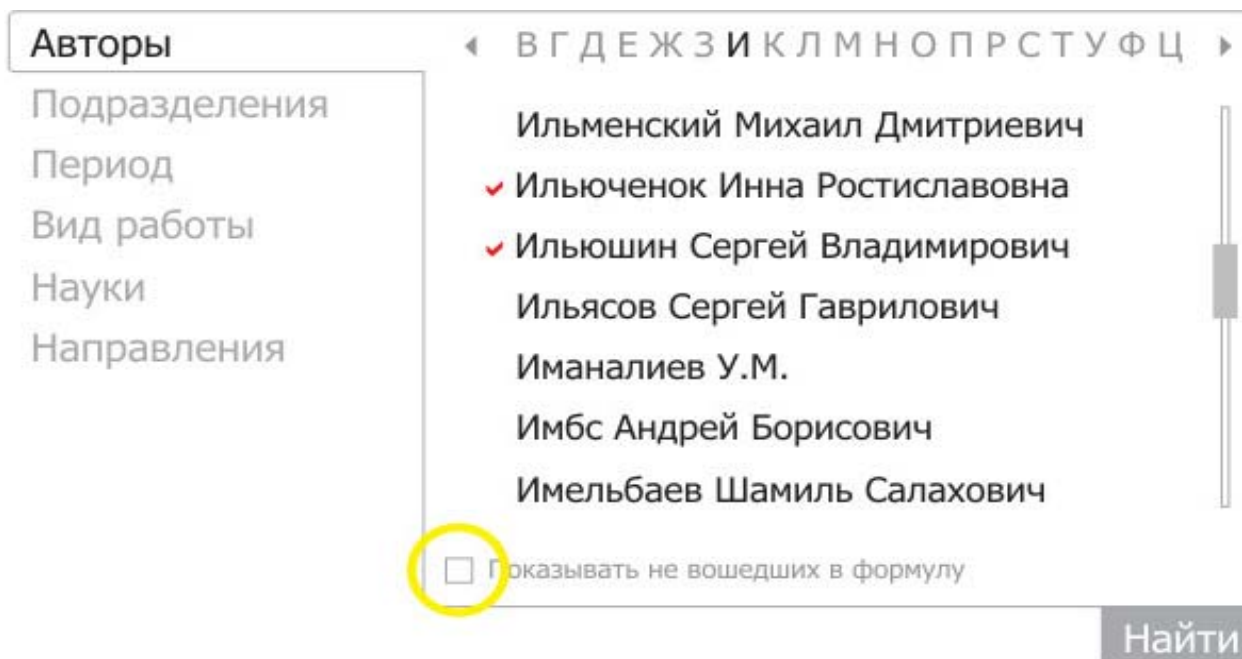 Авторы
Подразделения
Период
Вид работы
Науки
Направления
В Г Д Е Ж З И К Л М Н О П Р С Т У Ф Ц
Ильменский Михаил Дмитриевич
Ильюченок Инна Ростиславовна
Ильюшин Сергей Владимирович
Ильясов Сергей Гаврилович
Иманалиев У.М.
Имбс Андрей Борисович
Имельбаев Шамиль Салахович
Показывать не вошедших в формулу
Найти